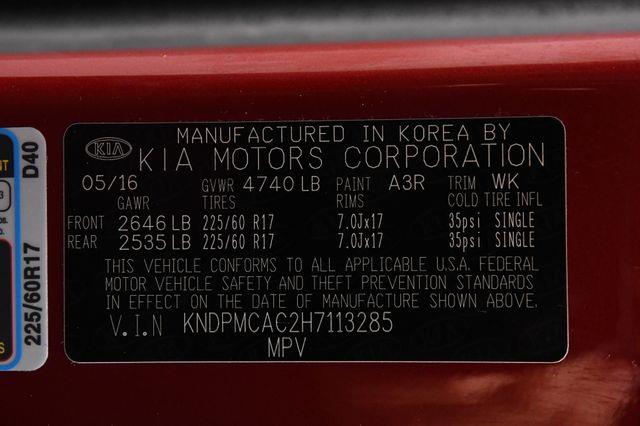 MANUFACTURED IN KOREA BY
KIA KIA MOTORS CORPORATION
05/16 GVWR 4740 LB PAINT A3R TRIM WK
GAWR TIRES RIMS COLD TIRE INFL
FRONT 2646 LB 225/60 R17 7.0Jx17 35psi SINGLE
REAR 2535 LB 225/60 R17 7.0Jx17 35psi SINGLE
THIS VEHICLE CONFORMS TO ALL APPLICABLE U.S.A. FEDERAL
MOTOR VEHICLE SAFETY AND THEFT PREVENTION STANDARDS
IN EFFECT ON THE DATE OF MANUFACTURE SHOWN ABOVE.
V.I.N KNDPMCAC2H7113285
MPV
225/60R17 D40